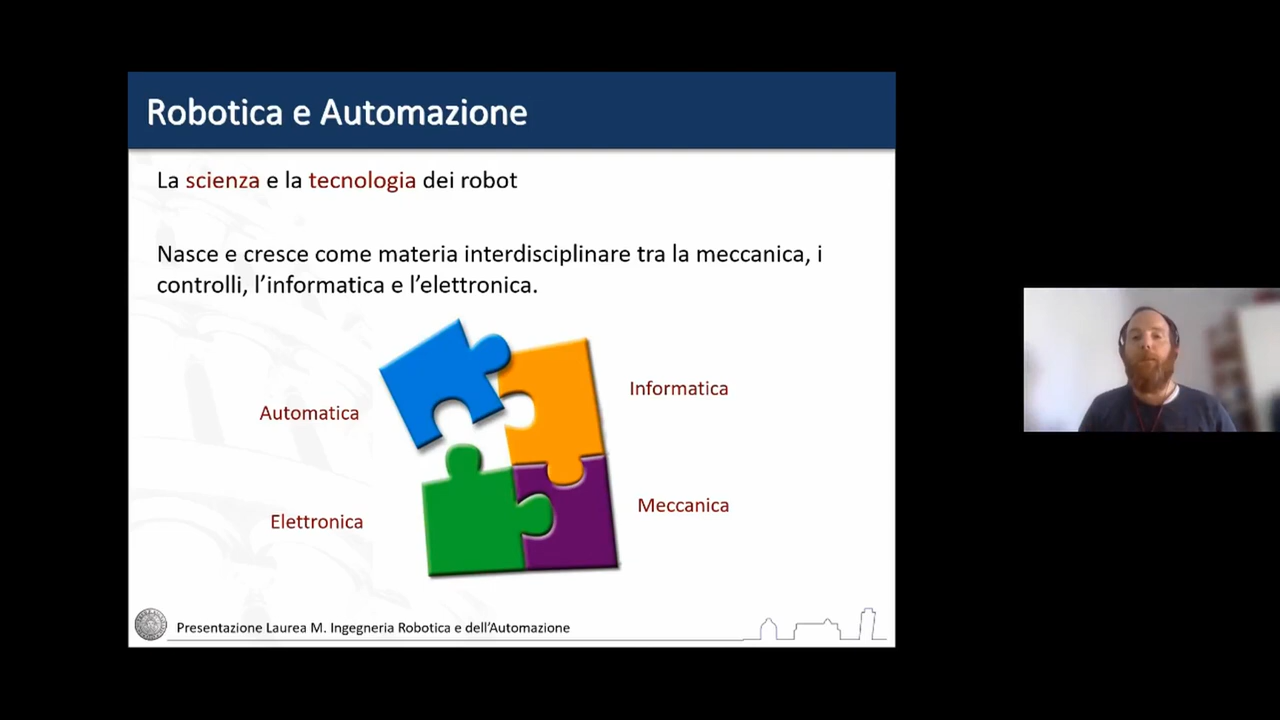 Robotica e Automazione
La scienza e la tecnologia dei robot
Nasce e cresce come materia interdisciplinare tra la meccanica, i
controlli, l’informatica e l’elettronica.
Automatica
Informatica
Elettronica
Meccanica
Presentazione Laurea M. Ingegneria Robotica e dell’Automazione